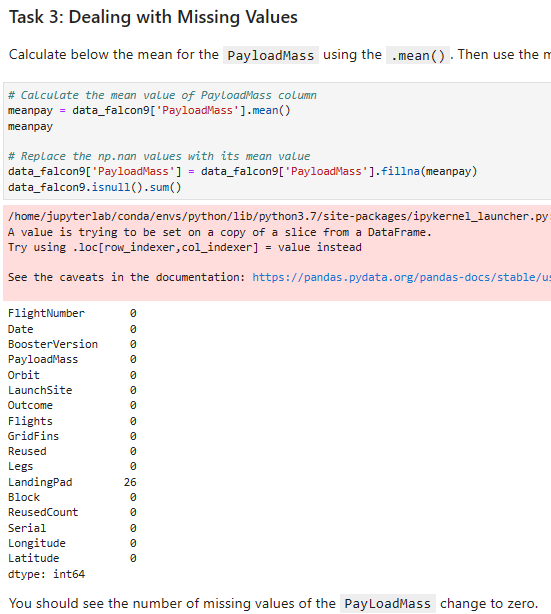 Task 3: Dealing with Missing Values
Calculate below the mean for the PayloadMass using the .mean() . Then use the
# Calculate the mean value of PayloadMass column
meanpay = data_falcon9['PayloadMass'].mean()
meanpay
# Replace the np.nan values with its mean value
data_falcon9['PayloadMass'] = data_falcon9['PayloadMass'].fillna(meanpay)
data_falcon9.isnull().sum()
/home/jupyterlab/conda/envs/python/lib/python3.7/site-packages/ipykernel_launcher.py
A value is trying to be set on a copy of a slice from a DataFrame.
Try using .loc[row_indexer,col_indexer] = value instead
See the caveats in the documentation: https://pandas.pydata.org/pandas-docs/stable/us
FlightNumber 0
Date 0
BoosterVersion 0
PayloadMass 0
Orbit 0
LaunchSite 0
Outcome 0
Flights 0
GridFins 0
Reused 0
Legs 0
LandingPad 26
Block 0
ReusedCount 0
Serial 0
Longitude 0
Latitude 0
dtype: int64
You should see the number of missing values of the PayLoadMass change to zero.